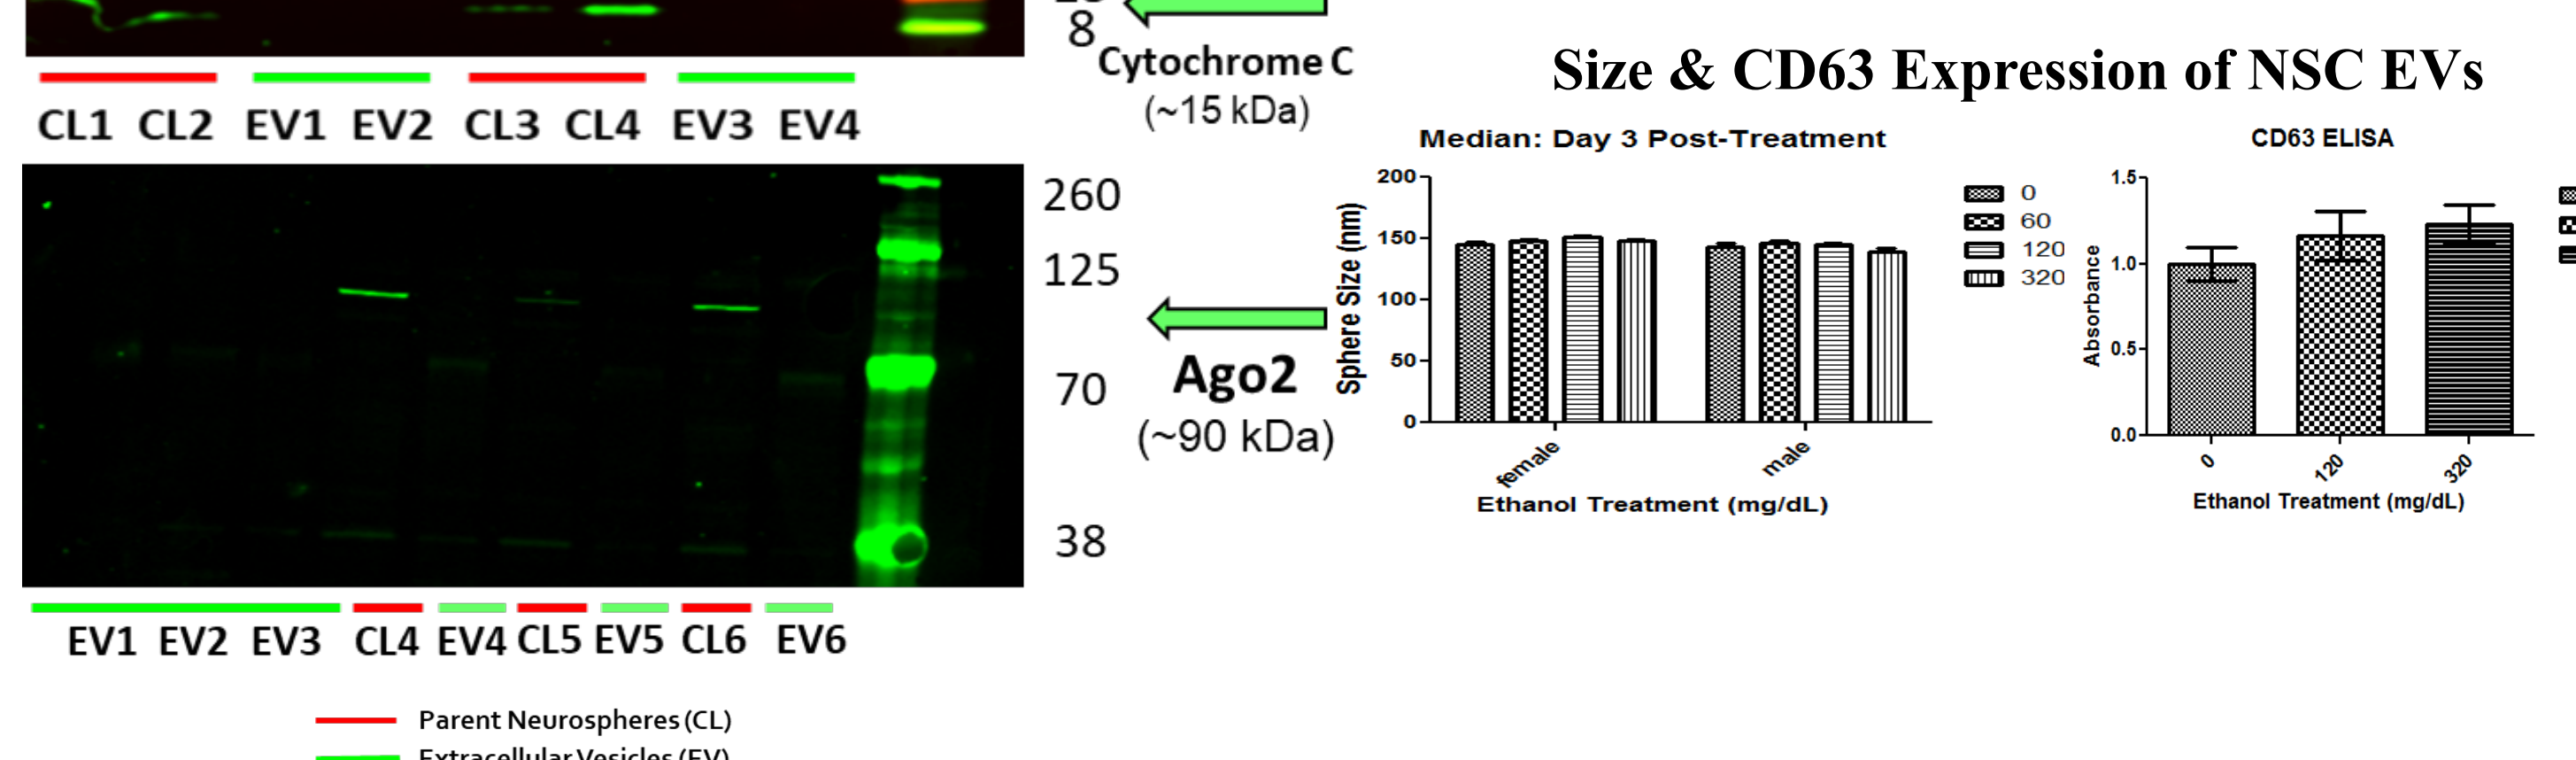 8
Cytochrome C
(~15 kDa)
CL1 CL2 EV1 EV2 CL3 CL4 EV3 EV4
260
125
70
38
Ago2
(~90 kDa)
EV1 EV2 EV3 CL4 EV4 CL5 EV5 CL6 EV6
Parent Neurospheres (CL)
Extracellular Vesicles (EV)
Size & CD63 Expression of NSC EVs
Median: Day 3 Post-Treatment
Sphere Size (nm)
200
150
100
50
0
female male
Ethanol Treatment (mg/dL)
0
60
120
320
CD63 ELISA
Absorbance
1.5
1.0
0.5
0.0
0 120 320
Ethanol Treatment (mg/dL)